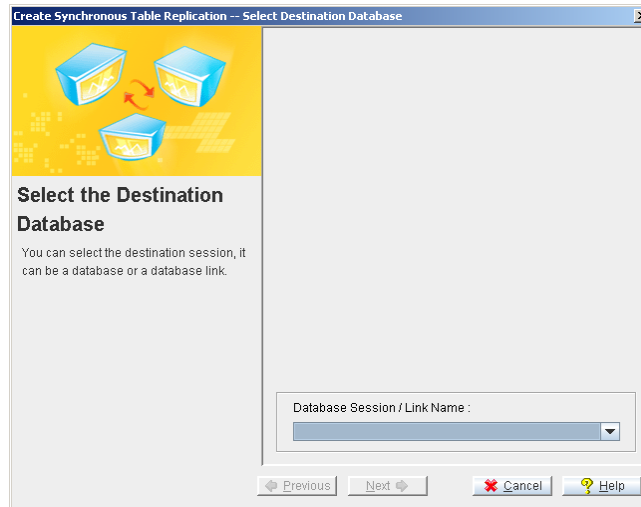 Create Synchronous Table Replication -- Select Destination Database
Select the Destination
Database
You can select the destination session, it
can be a database or a database link.
Database Session / Link Name :
Previous
Next
Cancel
Help